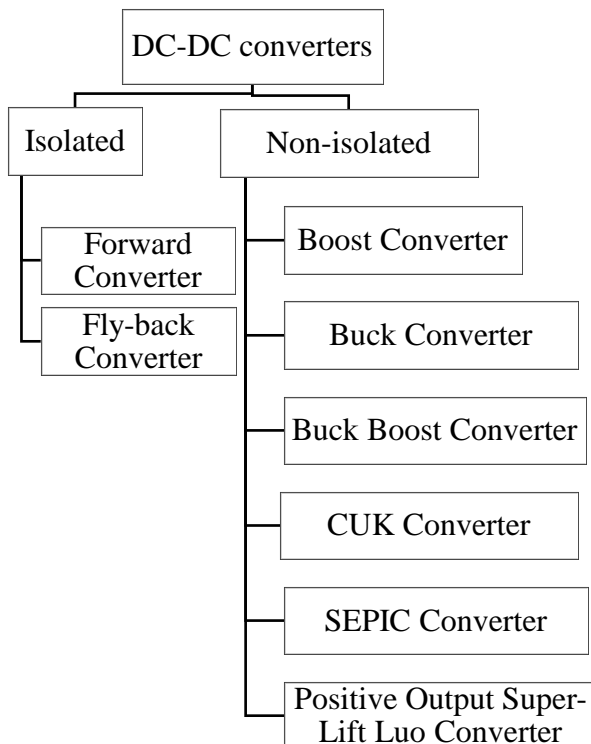 DC-DC converters
Isolated
Non-isolated
Forward
Converter
Fly-back
Converter
Boost Converter
Buck Converter
Buck Boost Converter
CUK Converter
SEPIC Converter
Positive Output Super-
Lift Luo Converter